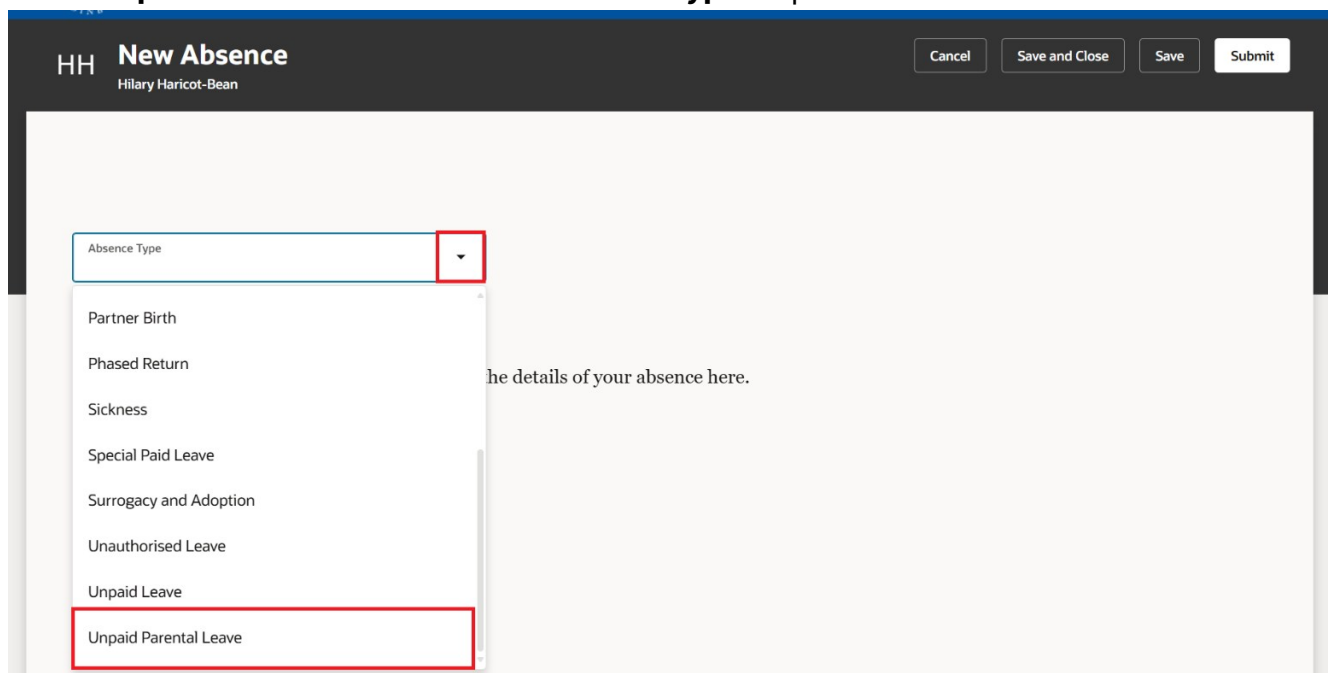 HH
New Absence
Hilary Haricot-Bean
Cancel
Save and Close
Save
Submit
Absence Type
Partner Birth
Phased Return
he details of your absence here.
Sickness
Special Paid Leave
Surrogacy and Adoption
Unauthorised Leave
Unpaid Leave
Unpaid Parental Leave